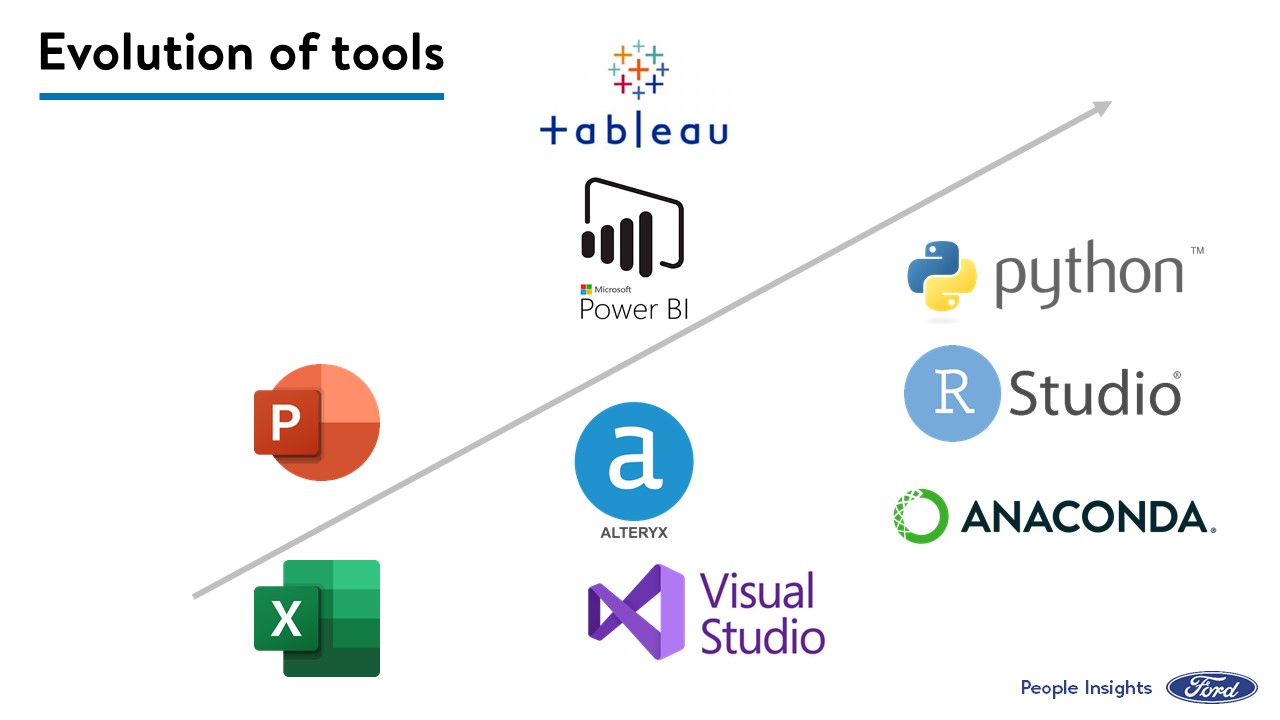 Evolution of tools
+ableau
Microsoft
Power BI
P
a
ALTERYX
X
Visual
Studio
python™
R Studio®
ANACONDA®
People Insights
Ford